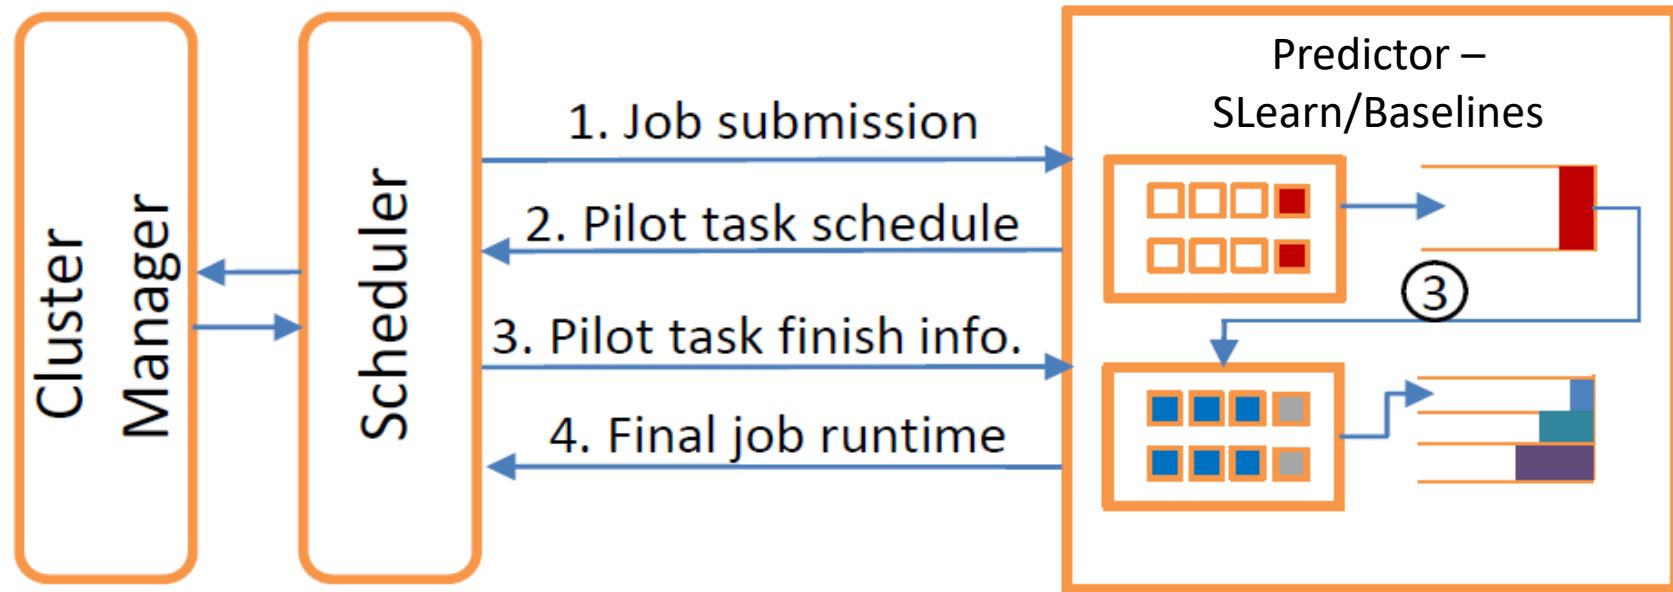 Cluster
Manager
Scheduler
1. Job submission
2. Pilot task schedule
3. Pilot task finish info.
4. Final job runtime
Predictor –
SLearn/Baselines
3